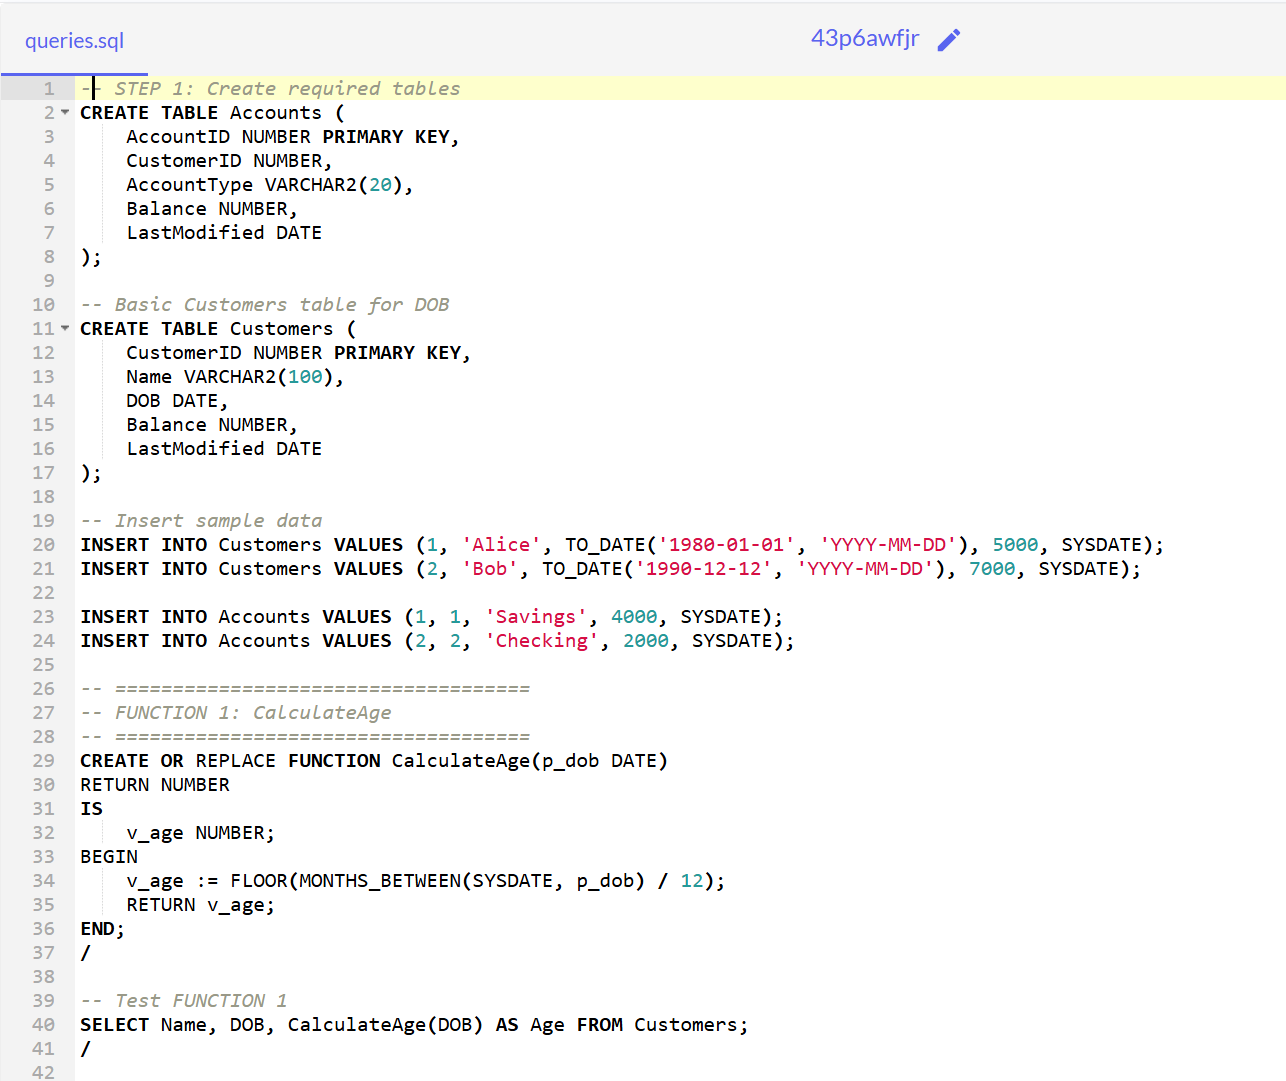 queries.sql
43p6awfjr
1 -- STEP 1: Create required tables
2 CREATE TABLE Accounts (
3 AccountID NUMBER PRIMARY KEY,
4 CustomerID NUMBER,
5 AccountType VARCHAR2(20),
6 Balance NUMBER,
7 LastModified DATE
8 );
9
10 -- Basic Customers table for DOB
11 CREATE TABLE Customers (
12 CustomerID NUMBER PRIMARY KEY,
13 Name VARCHAR2(100),
14 DOB DATE,
15 Balance NUMBER,
16 LastModified DATE
17 );
18
19 -- Insert sample data
20 INSERT INTO Customers VALUES (1, 'Alice', TO_DATE('1980-01-01', 'YYYY-MM-DD'), 5000, SYSDATE);
21 INSERT INTO Customers VALUES (2, 'Bob', TO_DATE('1990-12-12', 'YYYY-MM-DD'), 7000, SYSDATE);
22
23 INSERT INTO Accounts VALUES (1, 1, 'Savings', 4000, SYSDATE);
24 INSERT INTO Accounts VALUES (2, 2, 'Checking', 2000, SYSDATE);
25
26 -- ====================================
27 -- FUNCTION 1: CalculateAge
28 -- ====================================
29 CREATE OR REPLACE FUNCTION CalculateAge(p_dob DATE)
30 RETURN NUMBER
31 IS
32 v_age NUMBER;
33 BEGIN
34 v_age := FLOOR(MONTHS_BETWEEN(SYSDATE, p_dob) / 12);
35 RETURN v_age;
36 END;
37 /
38
39 -- Test FUNCTION 1
40 SELECT Name, DOB, CalculateAge(DOB) AS Age FROM Customers;
41 /
42